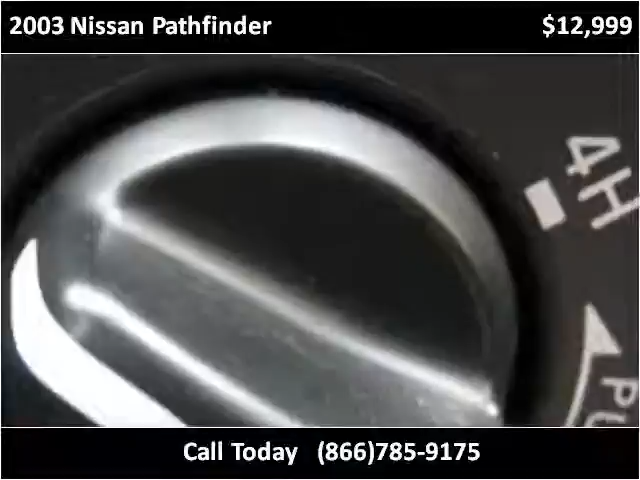 2003 Nissan Pathfinder $12,999
4H
Call Today (866)785-9175